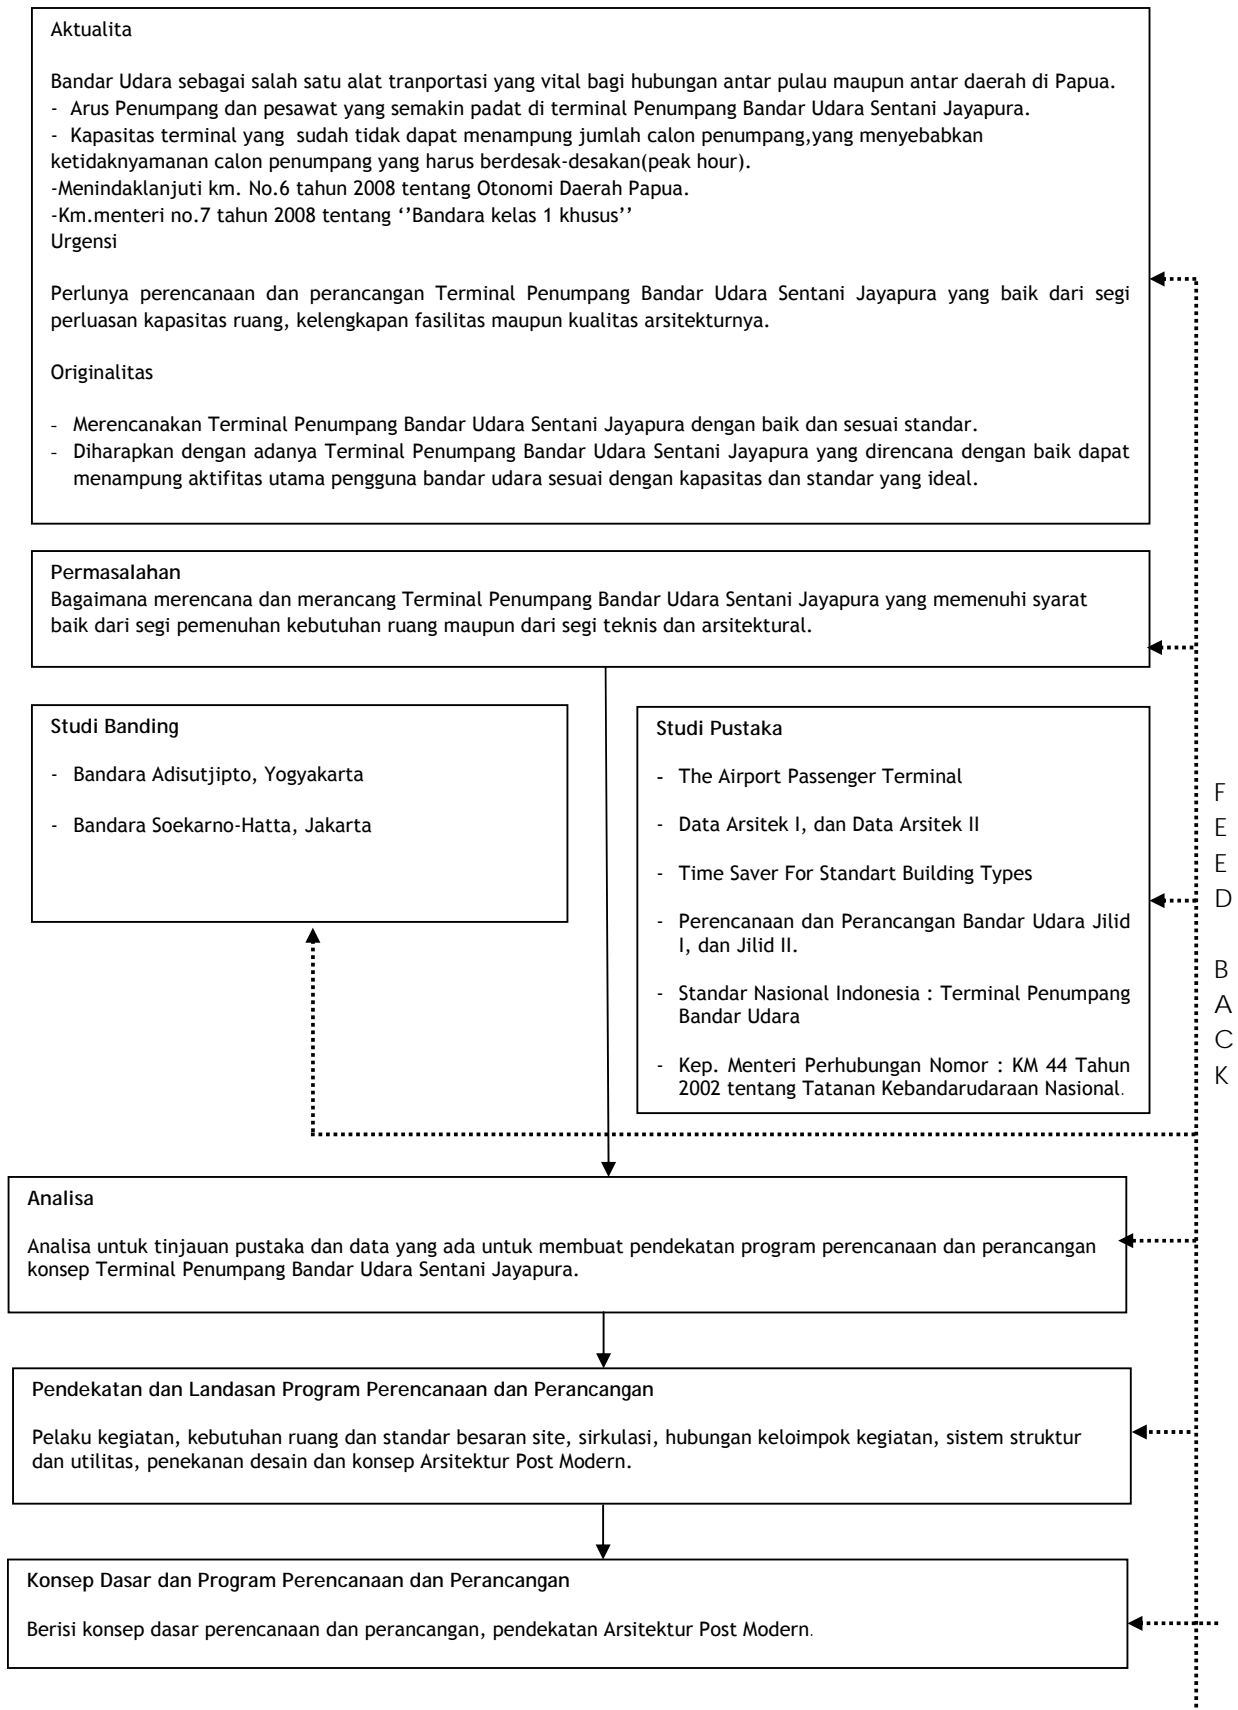 Aktualita
Bandar Udara sebagai salah satu alat tranportasi yang vital bagi hubungan antar pulau maupun antar daerah di Papua.
- Arus Penumpang dan pesawat yang semakin padat di terminal Penumpang Bandar Udara Sentani Jayapura.
- Kapasitas terminal yang sudah tidak dapat menampung jumlah calon penumpang,yang menyebabkan
ketidaknyamanan calon penumpang yang harus berdesak-desakan(peak hour).
-Menindaklanjuti km. No.6 tahun 2008 tentang Otonomi Daerah Papua.
-Km.menteri no.7 tahun 2008 tentang ‘’Bandara kelas 1 khusus’’
Urgensi
Perlunya perencanaan dan perancangan Terminal Penumpang Bandar Udara Sentani Jayapura yang baik dari segi
perluasan kapasitas ruang, kelengkapan fasilitas maupun kualitas arsitekturnya.
Originalitas
- Merencanakan Terminal Penumpang Bandar Udara Sentani Jayapura dengan baik dan sesuai standar.
- Diharapkan dengan adanya Terminal Penumpang Bandar Udara Sentani Jayapura yang direncana dengan baik dapat
menampung aktifitas utama pengguna bandar udara sesuai dengan kapasitas dan standar yang ideal.
Permasalahan
Bagaimana merencana dan merancang Terminal Penumpang Bandar Udara Sentani Jayapura yang memenuhi syarat
baik dari segi pemenuhan kebutuhan ruang maupun dari segi teknis dan arsitektural.
Studi Banding
- Bandara Adisutjipto, Yogyakarta
- Bandara Soekarno-Hatta, Jakarta
Studi Pustaka
- The Airport Passenger Terminal
- Data Arsitek I, dan Data Arsitek II
- Time Saver For Standart Building Types
- Perencanaan dan Perancangan Bandar Udara Jilid
I, dan Jilid II.
- Standar Nasional Indonesia : Terminal Penumpang
Bandar Udara
- Kep. Menteri Perhubungan Nomor : KM 44 Tahun
2002 tentang Tatanan Kebandarudaraan Nasional.
F
E
E
D
B
A
C
K
Analisa
Analisa untuk tinjauan pustaka dan data yang ada untuk membuat pendekatan program perencanaan dan perancangan
konsep Terminal Penumpang Bandar Udara Sentani Jayapura.
Pendekatan dan Landasan Program Perencanaan dan Perancangan
Pelaku kegiatan, kebutuhan ruang dan standar besaran site, sirkulasi, hubungan keloimpok kegiatan, sistem struktur
dan utilitas, penekanan desain dan konsep Arsitektur Post Modern.
Konsep Dasar dan Program Perencanaan dan Perancangan
Berisi konsep dasar perencanaan dan perancangan, pendekatan Arsitektur Post Modern.